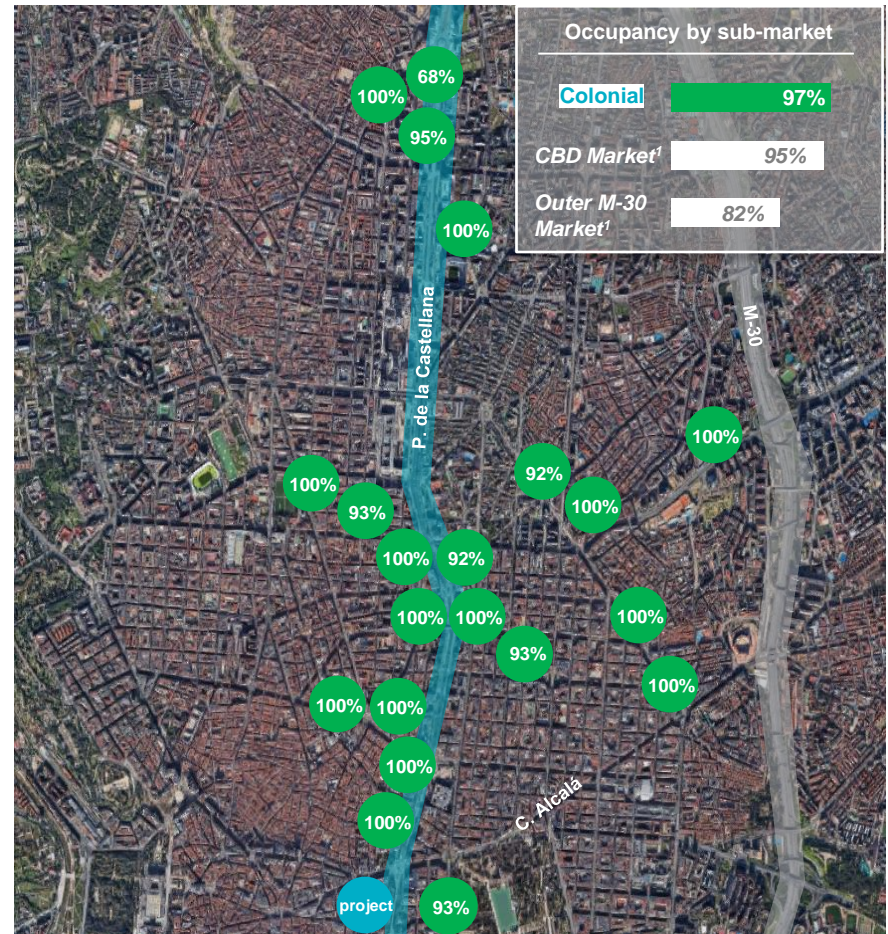 Occupancy by sub-market
Colonial
97%
CBD Market¹
95%
Outer M-30
Market¹
82%
68%
100%
95%
100%
P. de la Castellana
M-30
100%
92%
100%
100%
93%
100%
92%
100%
100%
100%
93%
100%
100%
100%
100%
C. Alcalá
100%
project
93%